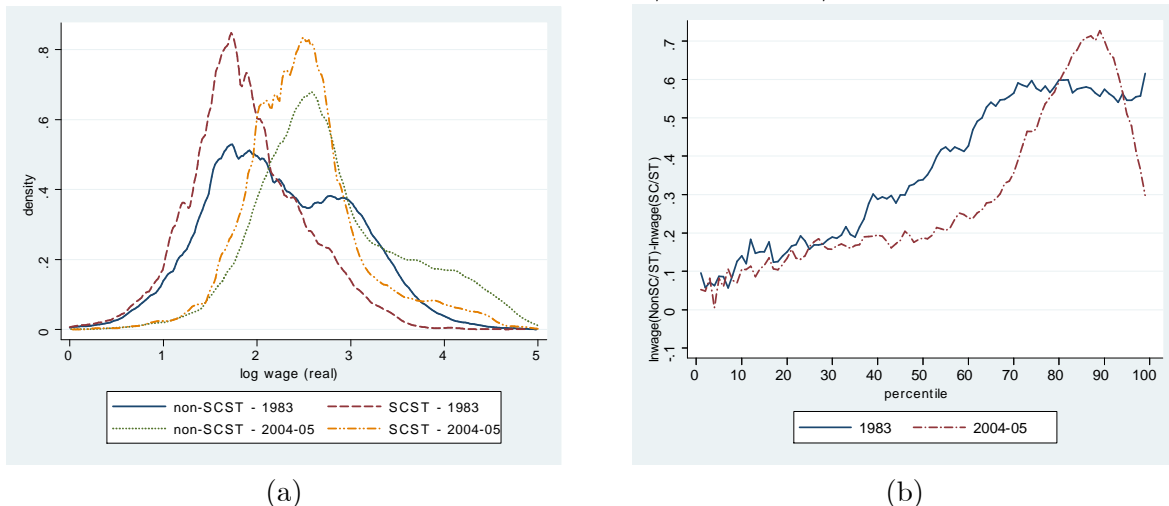 .8
.6
.4
.2
0
density
0 1 2 3 4 5
log wage (real)
non-SCST - 1983 SCST - 1983
non-SCST - 2004-05 SCST - 2004-05
(a)
.7
.6
.5
.4
.3
.2
.1
0
-.1
lnwage(NonSC/ST)-lnwage(SC/ST)
0 10 20 30 40 50 60 70 80 90 100
percentile
1983 2004-05
(b)